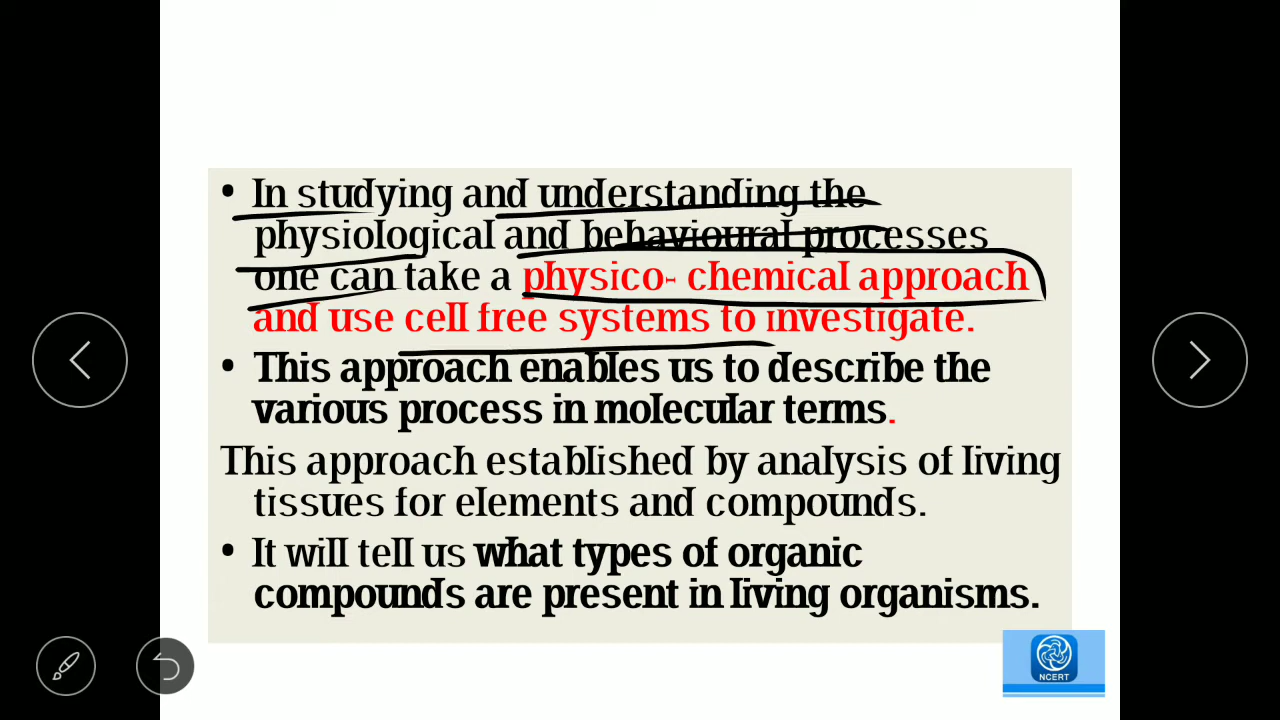 • In studying and understanding the
physiological and behavioural processes
one can take a physico- chemical approach
and use cell free systems to investigate.
• This approach enables us to describe the
various process in molecular terms.
This approach established by analysis of living
tissues for elements and compounds.
• It will tell us what types of organic
compounds are present in living organisms.
NCERT